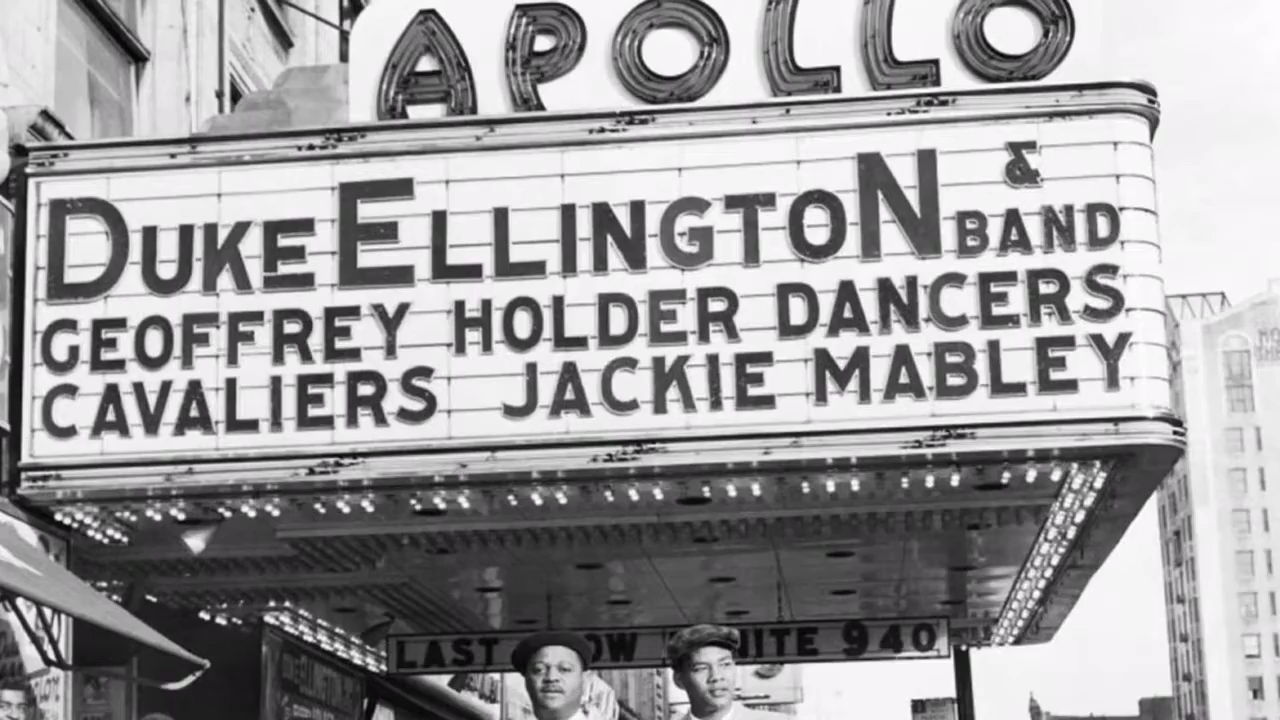 APOLLO
DUKE ELLINGTON & BAND
GEOFFREY HOLDER DANCERS
CAVALIERS JACKIE MABLEY
LAST 940